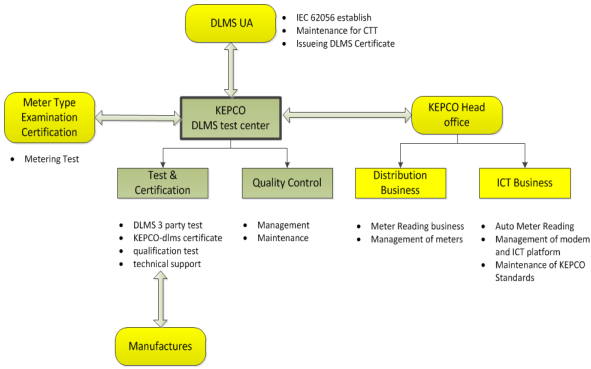 DLMS UA
• IEC 62056 establish
• Maintenance for CTT
• Issueing DLMS Certificate
Meter Type
Examination
Certification
• Metering Test
KEPCO
DLMS test center
KEPCO Head
office
Test &
Certification
Quality Control
Distribution
Business
ICT Business
• DLMS 3 party test
• KEPCO-dlms certificate
• qualification test
• technical support
• Management
• Maintenance
• Meter Reading business
• Management of meters
• Auto Meter Reading
• Management of modem
and ICT platform
• Maintenance of KEPCO
Standards
Manufactures